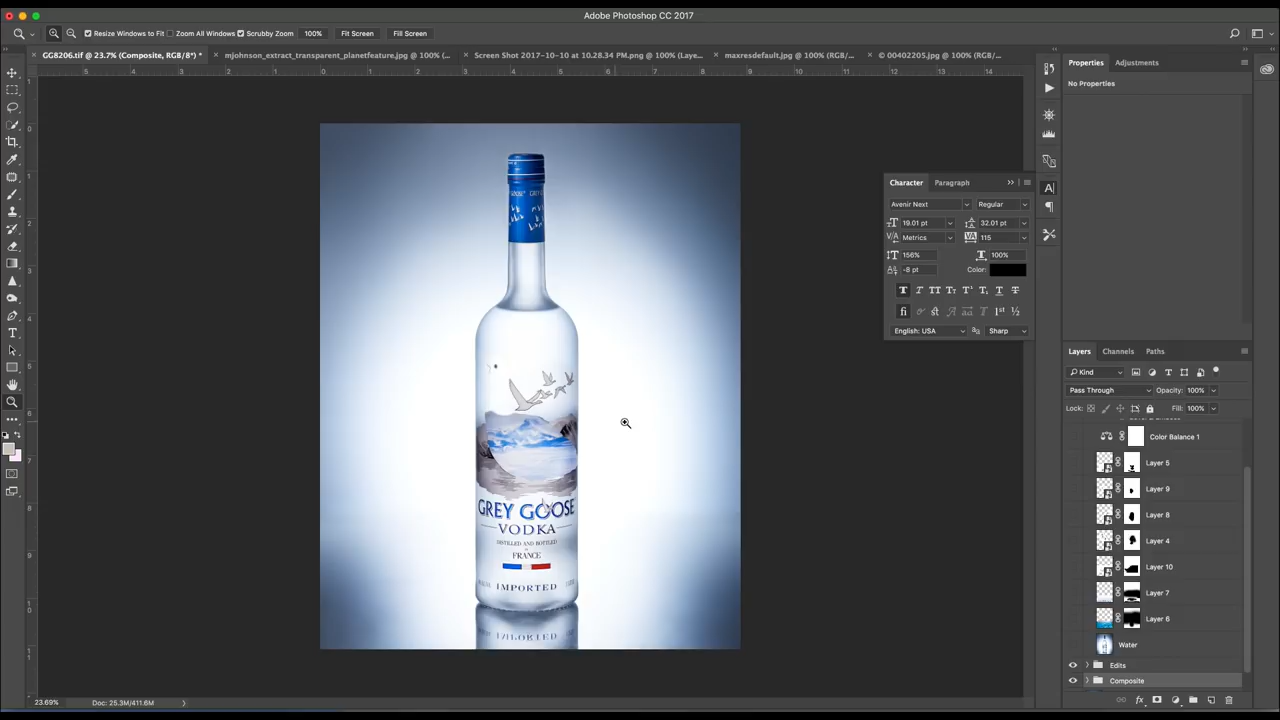 Adobe Photoshop CC 2017
Resize Windows to Fit Zoom All Windows Scrubby Zoom 100% Fit Screen Fill Screen
GG8206.tif @ 23.7% (Composite, RGB/8*) * mjohnson_extract_transparent_planetfeature.jpg @ 100% (... Screen Shot 2017-10-10 at 10.28.34 PM.png @ 100% (Laye... maxresdefault.jpg @ 100% (RGB/... © 00402205.jpg @ 100% (RGB/...
Properties Adjustments
No Properties
Character Paragraph
Avenir Next Regular
19.01 pt 32.01 pt
Metrics 115
156% 100%
-8 pt Color:
English: USA Sharp
GREY GOOSE
VODKA
DISTILLED AND BOTTLED
FRANCE
IMPORTED
Layers Channels Paths
Kind
Pass Through Opacity: 100%
Lock: Fill: 100%
Color Balance 1
Layer 5
Layer 9
Layer 8
Layer 4
Layer 10
Layer 7
Layer 6
Water
Edits
Composite
23.69% Doc: 25.3M/411.6M